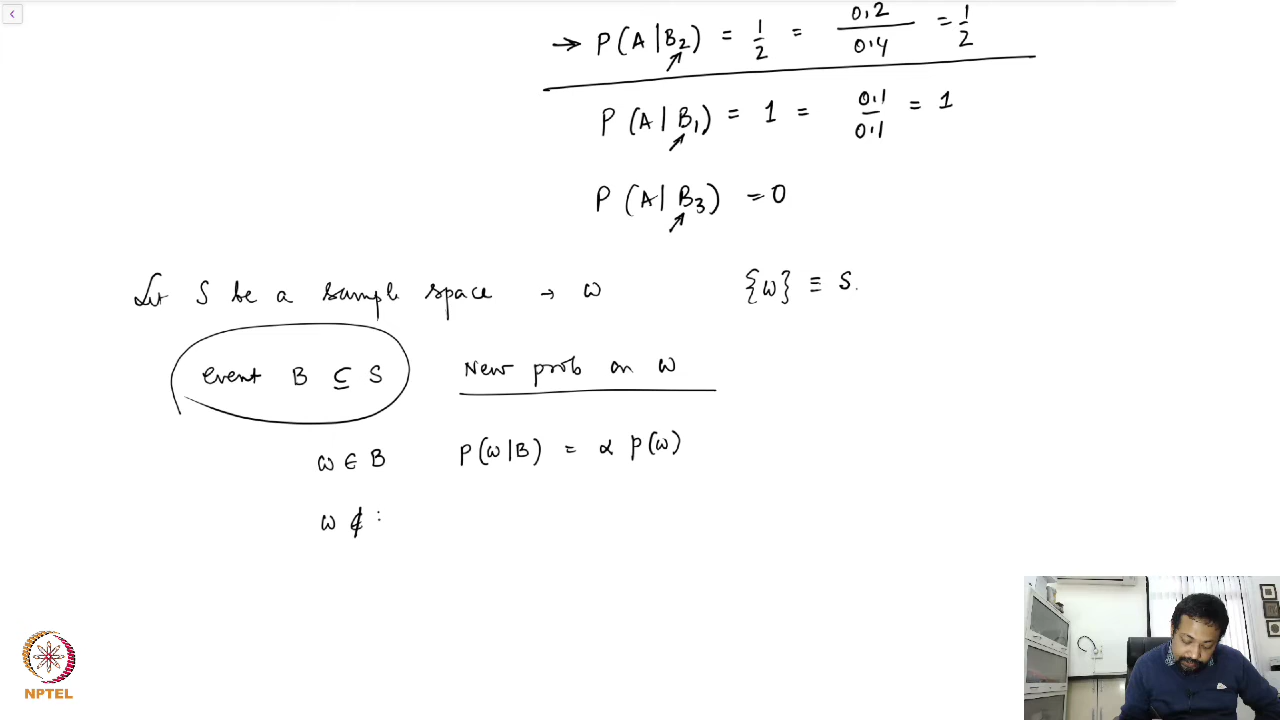 → P(A|B₂) = 1/2 = 0.2/0.4 = 1/2
P(A|B₁) = 1 = 0.1/0.1 = 1
P(A|B₃) = 0
Let S be a sample space → ω {ω} ≡ S.
event B ⊆ S New prob on ω
ω ∈ B P(ω|B) = α p(ω)
ω ∉
NPTEL